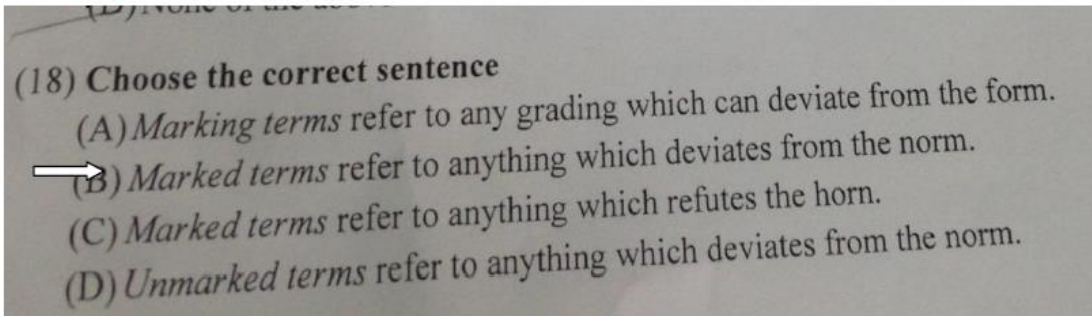 (18) Choose the correct sentence
(A) Marking terms refer to any grading which can deviate from the form.
(B) Marked terms refer to anything which deviates from the norm.
(C) Marked terms refer to anything which refutes the horn.
(D) Unmarked terms refer to anything which deviates from the norm.